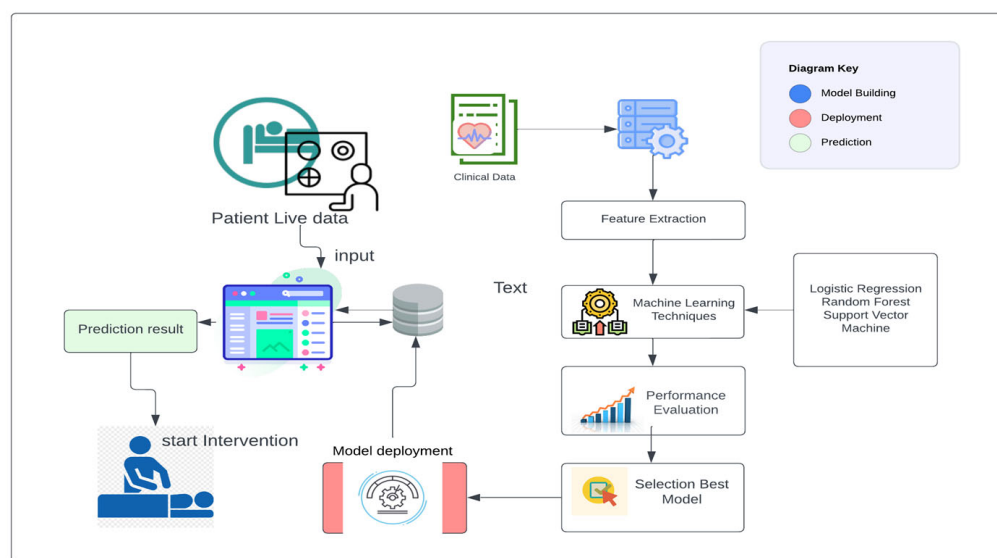 Diagram Key
Model Building
Deployment
Prediction
Clinical Data
Patient Live data
input
Feature Extraction
Text
Machine Learning
Techniques
Logistic Regression
Random Forest
Support Vector
Machine
Prediction result
Performance
Evaluation
start Intervention
Model deployment
Selection Best
Model